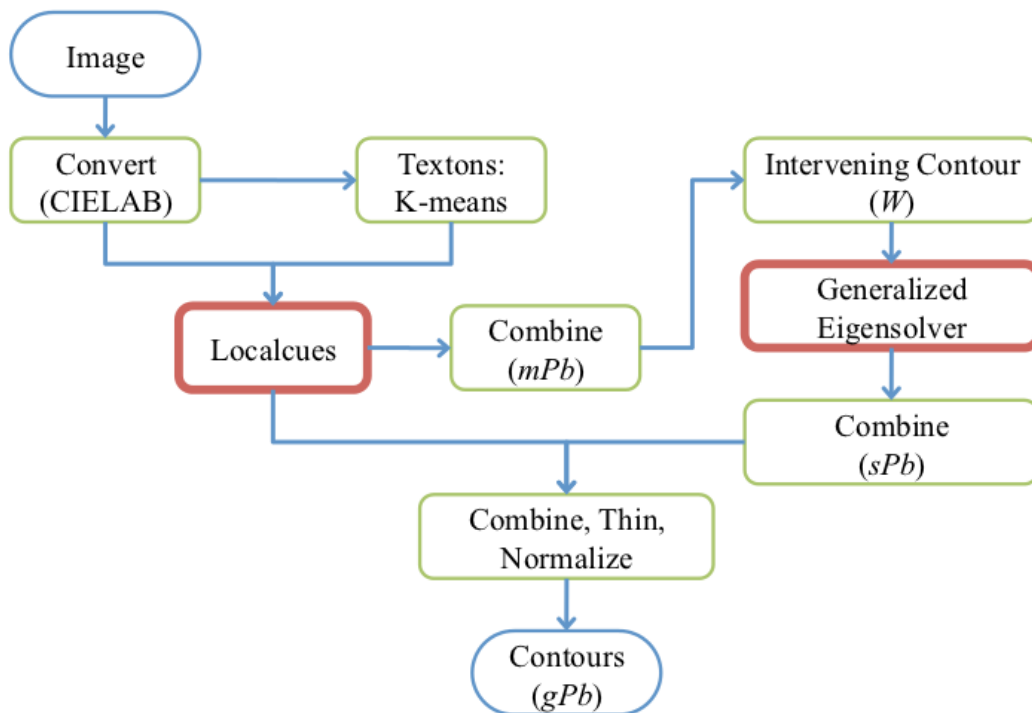 Image
Convert
(CIELAB)
Textons:
K-means
Intervening Contour
(W)
Localcues
Combine
(mPb)
Generalized
Eigensolver
Combine
(sPb)
Combine, Thin,
Normalize
Contours
(gPb)